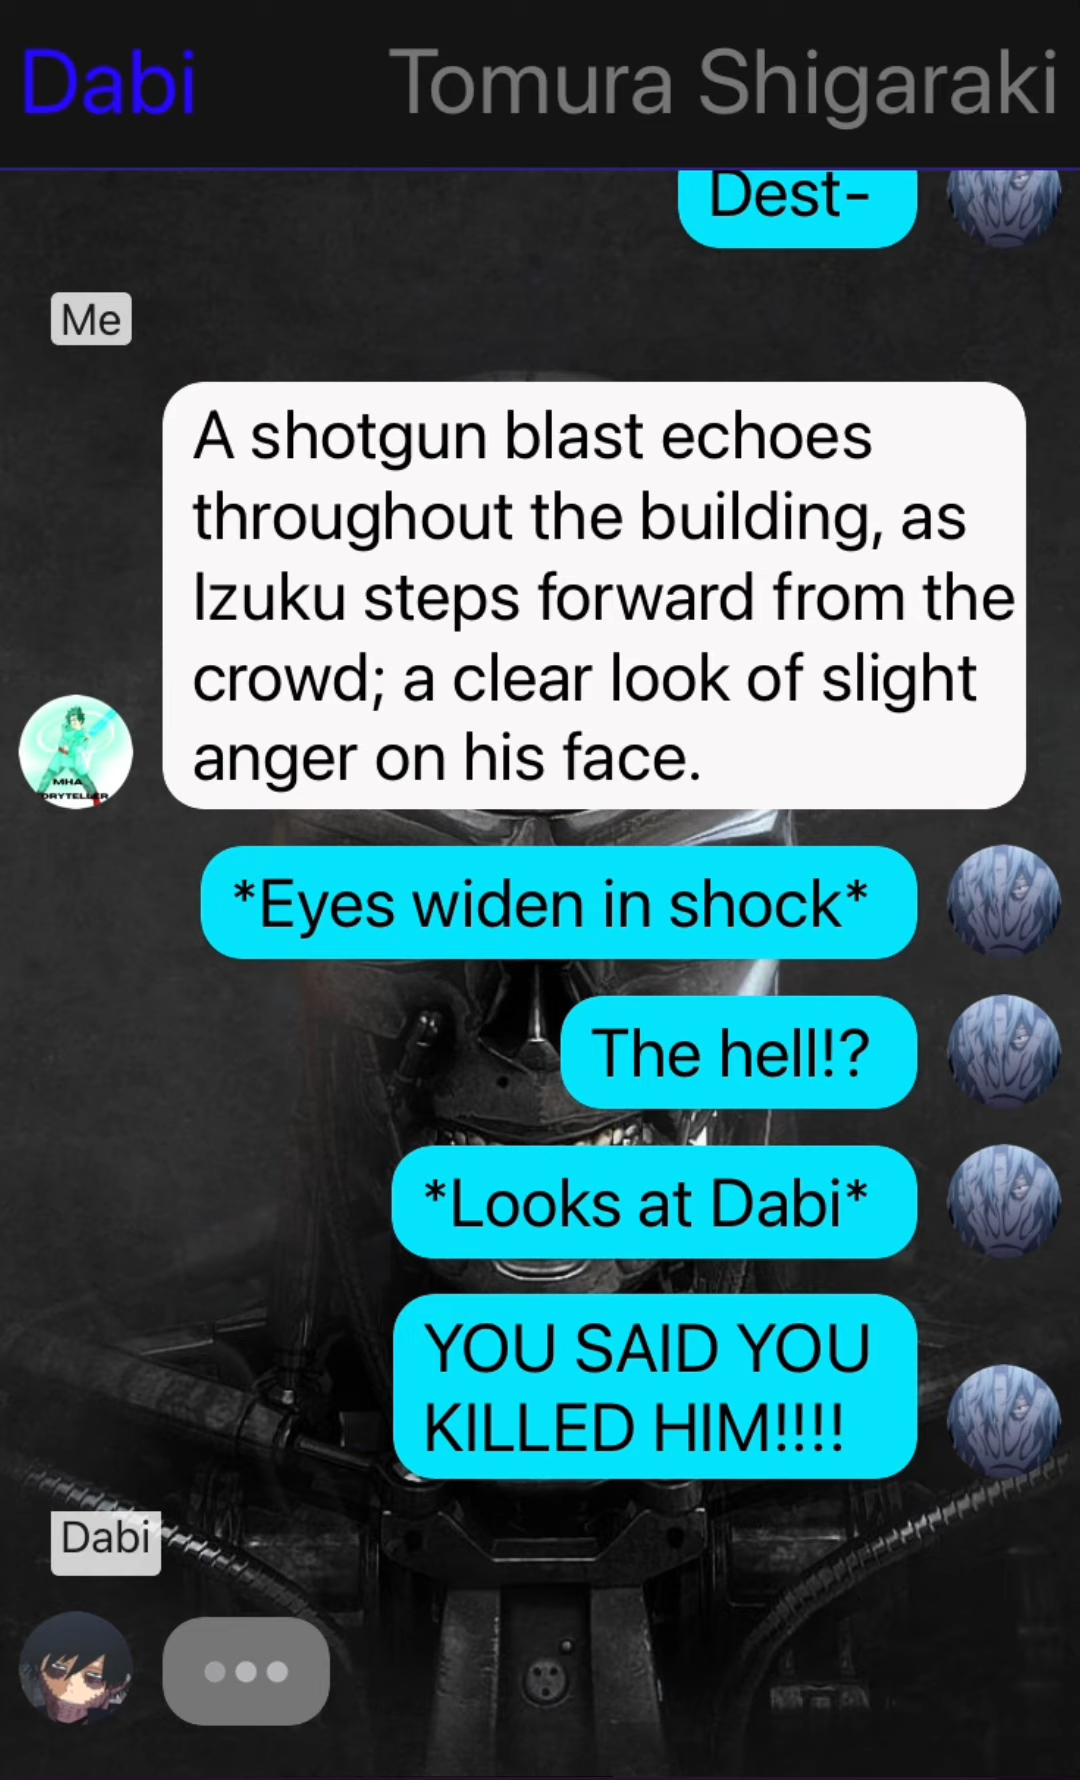 Dabi
Tomura Shigaraki
Dest-
Me
A shotgun blast echoes
throughout the building, as
Izuku steps forward from the
crowd; a clear look of slight
anger on his face.
MHA
*Eyes widen in shock*
The hell!?
*Looks at Dabi*
YOU SAID YOU
KILLED HIM!!!!
Dabi